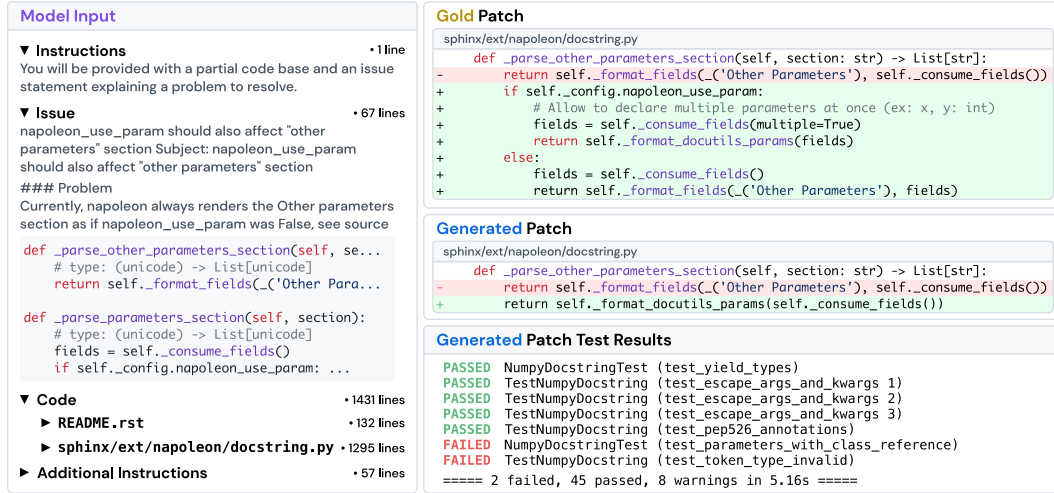 Model Input
▼ Instructions • 1 line
You will be provided with a partial code base and an issue
statement explaining a problem to resolve.
▼ Issue • 67 lines
napoleon_use_param should also affect "other
parameters" section Subject: napoleon_use_param
should also affect "other parameters" section
### Problem
Currently, napoleon always renders the Other parameters
section as if napoleon_use_param was False, see source
def _parse_other_parameters_section(self, se...
    # type: (unicode) -> List[unicode]
    return self._format_fields(_('Other Para...
def _parse_parameters_section(self, section):
    # type: (unicode) -> List[unicode]
    fields = self._consume_fields()
    if self._config.napoleon_use_param: ...
▼ Code • 1431 lines
► README.rst • 132 lines
► sphinx/ext/napoleon/docstring.py • 1295 lines
► Additional Instructions • 57 lines
Gold Patch
sphinx/ext/napoleon/docstring.py
    def _parse_other_parameters_section(self, section: str) -> List[str]:
-       return self._format_fields(_('Other Parameters'), self._consume_fields())
+       if self._config.napoleon_use_param:
+           # Allow to declare multiple parameters at once (ex: x, y: int)
+           fields = self._consume_fields(multiple=True)
+           return self._format_docutils_params(fields)
+       else:
+           fields = self._consume_fields()
+           return self._format_fields(_('Other Parameters'), fields)
Generated Patch
sphinx/ext/napoleon/docstring.py
    def _parse_other_parameters_section(self, section: str) -> List[str]:
-       return self._format_fields(_('Other Parameters'), self._consume_fields())
+       return self._format_docutils_params(self._consume_fields())
Generated Patch Test Results
PASSED NumpyDocstringTest (test_yield_types)
PASSED TestNumpyDocstring (test_escape_args_and_kwargs 1)
PASSED TestNumpyDocstring (test_escape_args_and_kwargs 2)
PASSED TestNumpyDocstring (test_escape_args_and_kwargs 3)
PASSED TestNumpyDocstring (test_pep526_annotations)
FAILED NumpyDocstringTest (test_parameters_with_class_reference)
FAILED TestNumpyDocstring (test_token_type_invalid)
===== 2 failed, 45 passed, 8 warnings in 5.16s =====